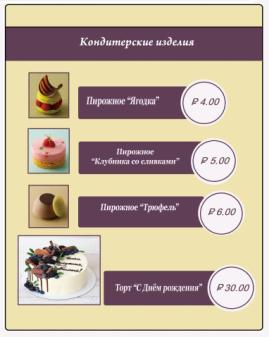 Кондитерские изделия
Пирожное “Ягодка”
₽ 4.00
Пирожное
“Клубника со сливками”
₽ 5.00
Пирожное “Трюфель”
₽ 6.00
Торт “С Днём рождения”
₽ 30.00